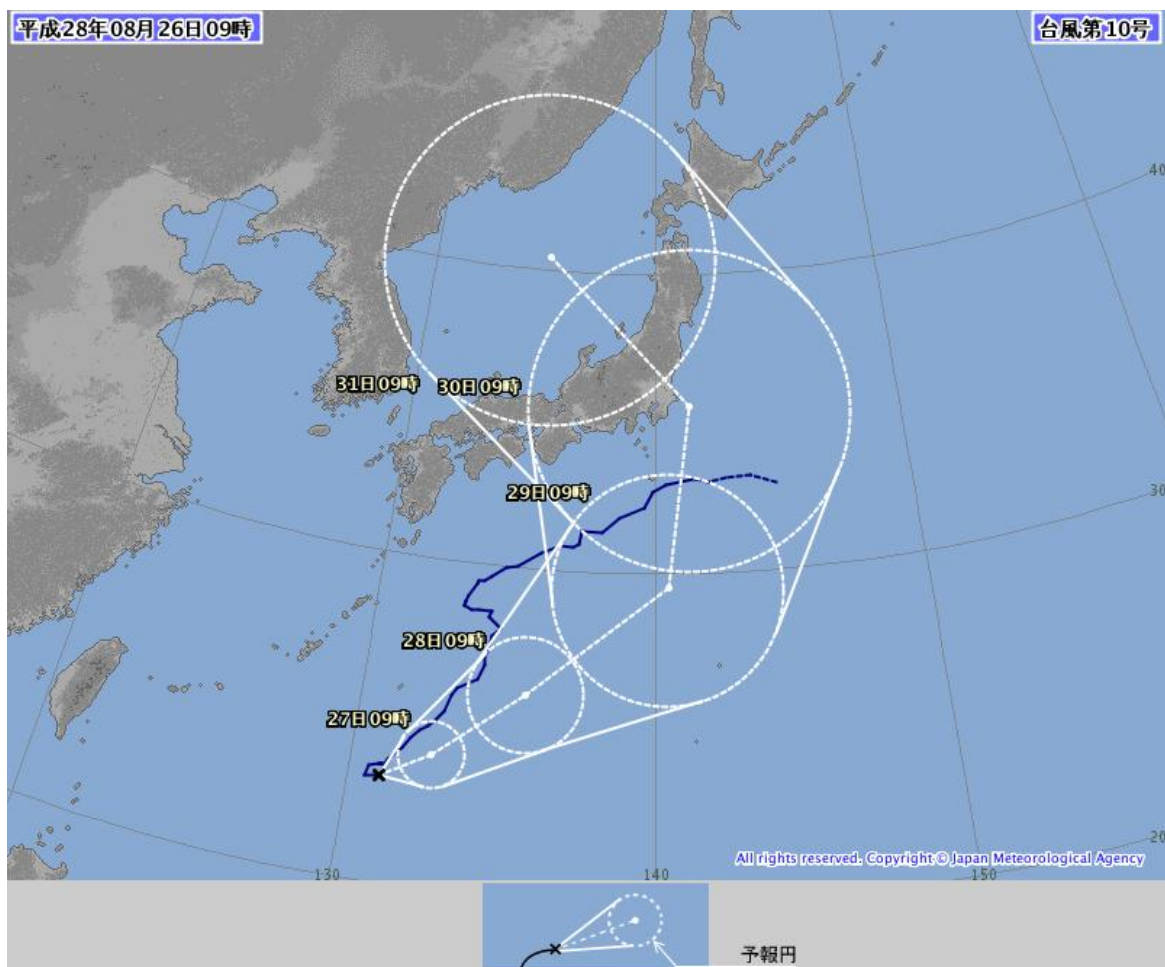 平成28年08月26日09時
台風第10号
40
31日09時
30日09時
29日09時
30
28日09時
27日09時
20
All rights reserved. Copyright © Japan Meteorological Agency
130
140
150
予報円